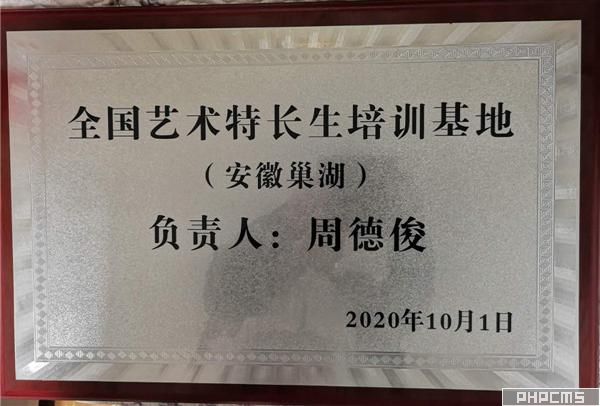 全国艺术特长生培训基地
（安徽巢湖）
负责人：周德俊
2020年10月1日
PHPCMS